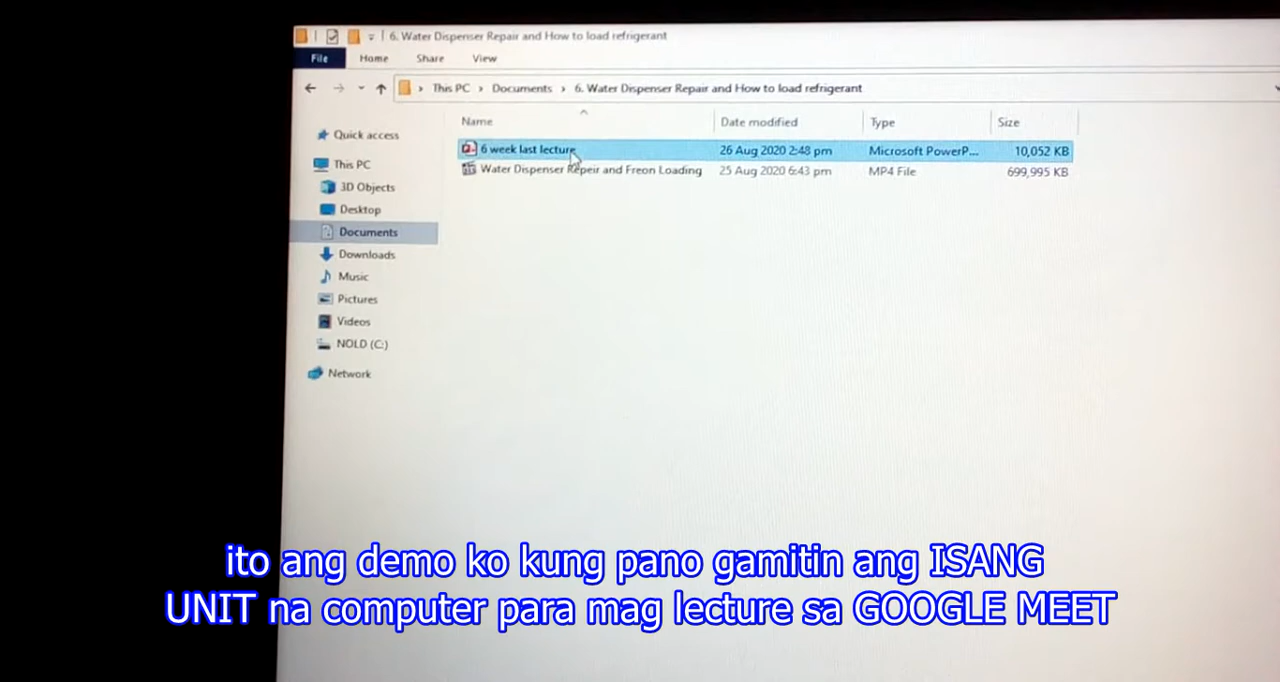 6. Water Dispenser Repair and How to load refrigerant
File Home Share View
This PC Documents 6. Water Dispenser Repair and How to load refrigerant
Name Date modified Type Size
6 week last lecture 26 Aug 2020 2:48 pm Microsoft PowerP... 10,052 KB
Water Dispenser Repeir and Freon Loading 25 Aug 2020 6:43 pm MP4 File 699,995 KB
Quick access
This PC
3D Objects
Desktop
Documents
Downloads
Music
Pictures
Videos
NOLD (C:)
Network
ito ang demo ko kung pano gamitin ang ISANG
UNIT na computer para mag lecture sa GOOGLE MEET